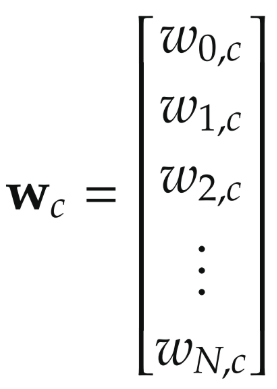 w_c = [ w_{0,c}
w_{1,c}
w_{2,c}
⋮
w_{N,c} ]